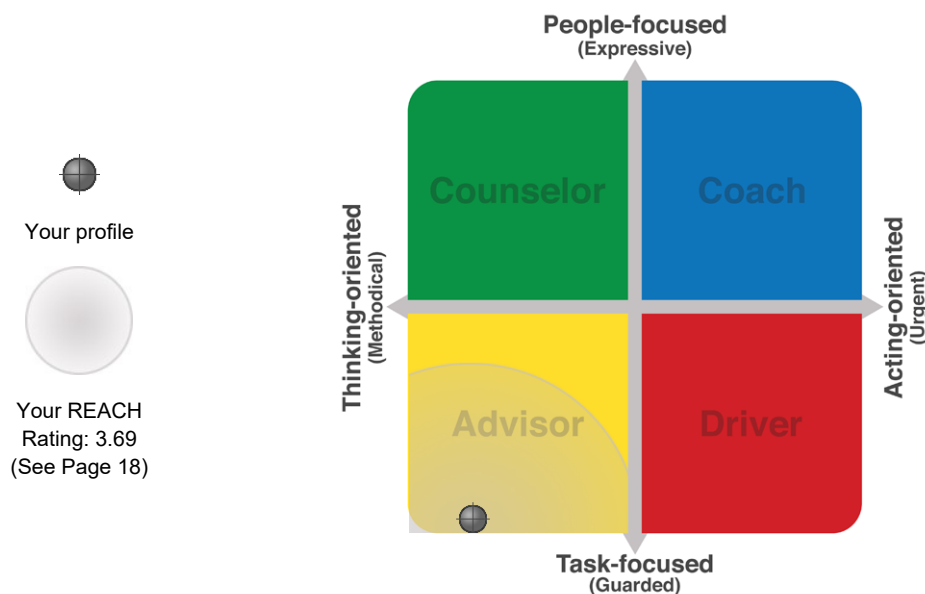 People-focused
(Expressive)
Counselor
Coach
Your profile
Thinking-oriented
(Methodical)
Acting-oriented
(Urgent)
Your REACH
Rating: 3.69
(See Page 18)
Advisor
Driver
Task-focused
(Guarded)